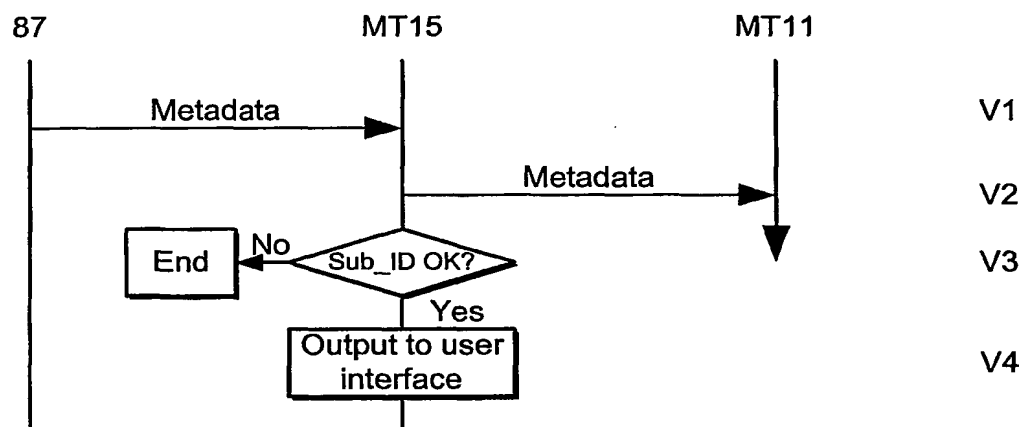 87
MT15
MT11
Metadata
V1
Metadata
V2
End
No
Sub_ID OK?
V3
Yes
Output to user
interface
V4